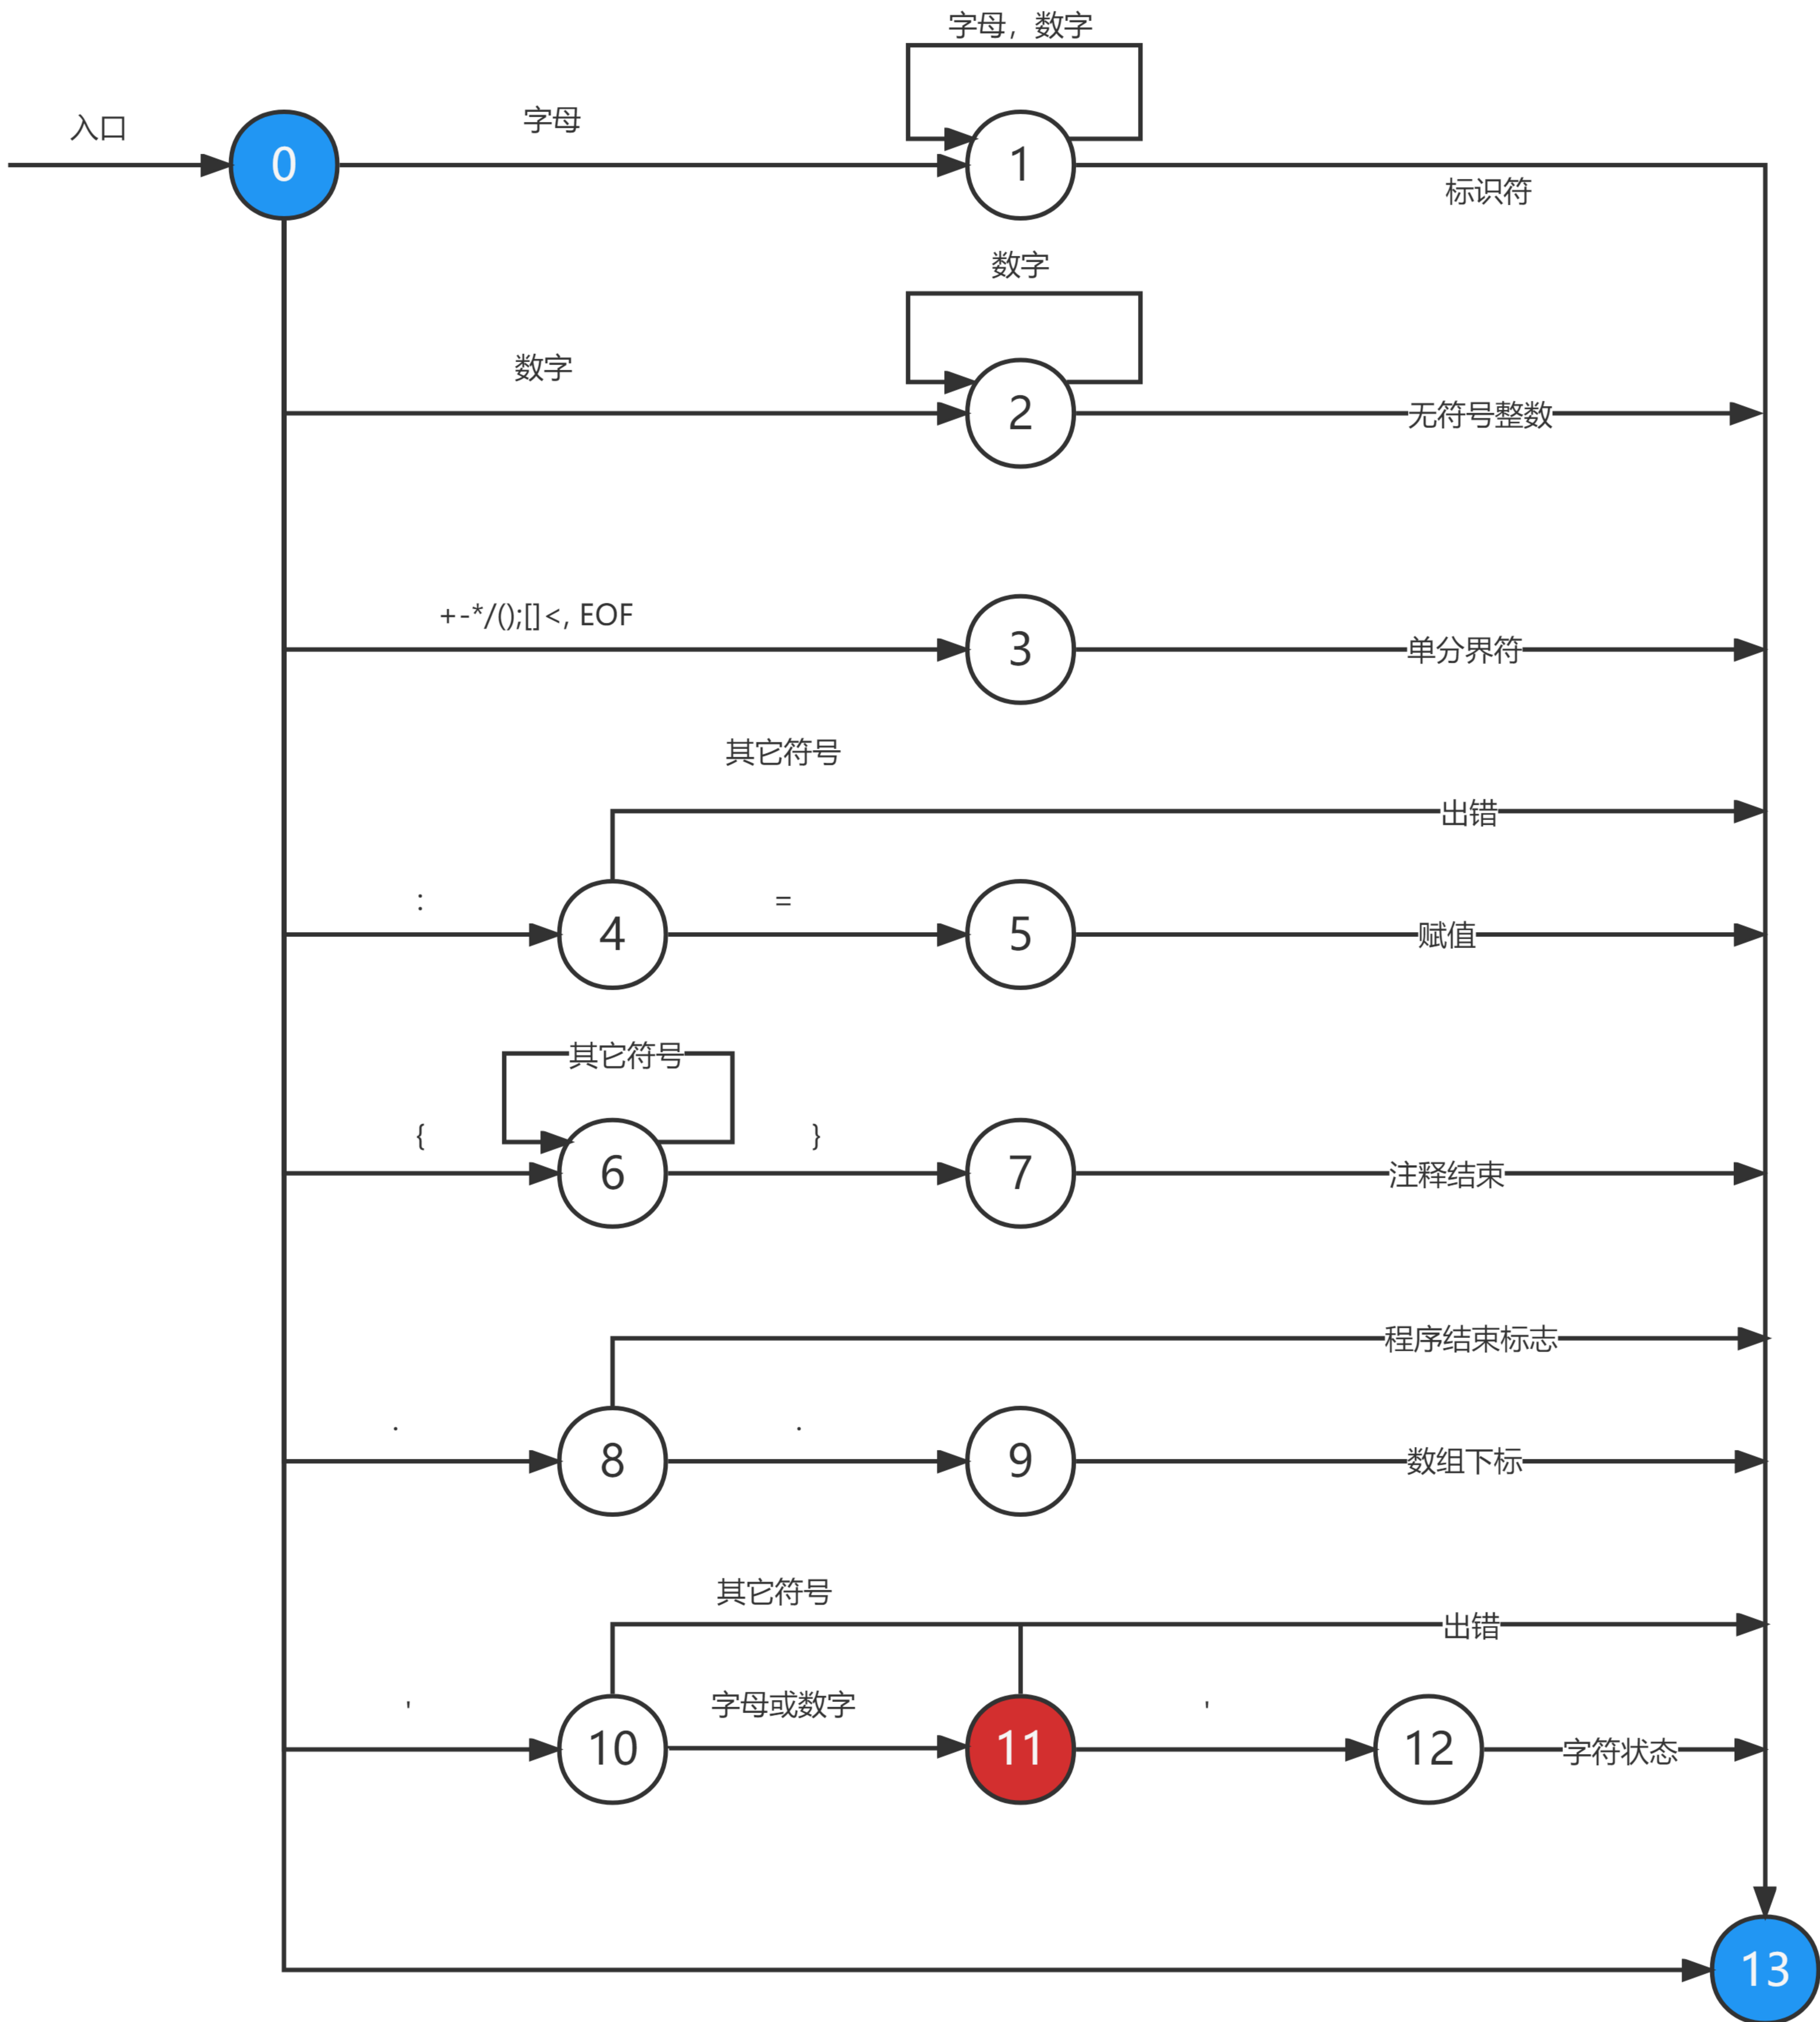 字母，数字
入口
字母
0
1
标识符
数字
数字
2
无符号整数
+-*/();[]<, EOF
3
单分界符
其它符号
出错
:
=
4
5
赋值
其它符号
{
}
6
7
注释结束
程序结束标志
.
.
8
9
数组下标
其它符号
出错
'
字母或数字
'
10
11
12
字符状态
13